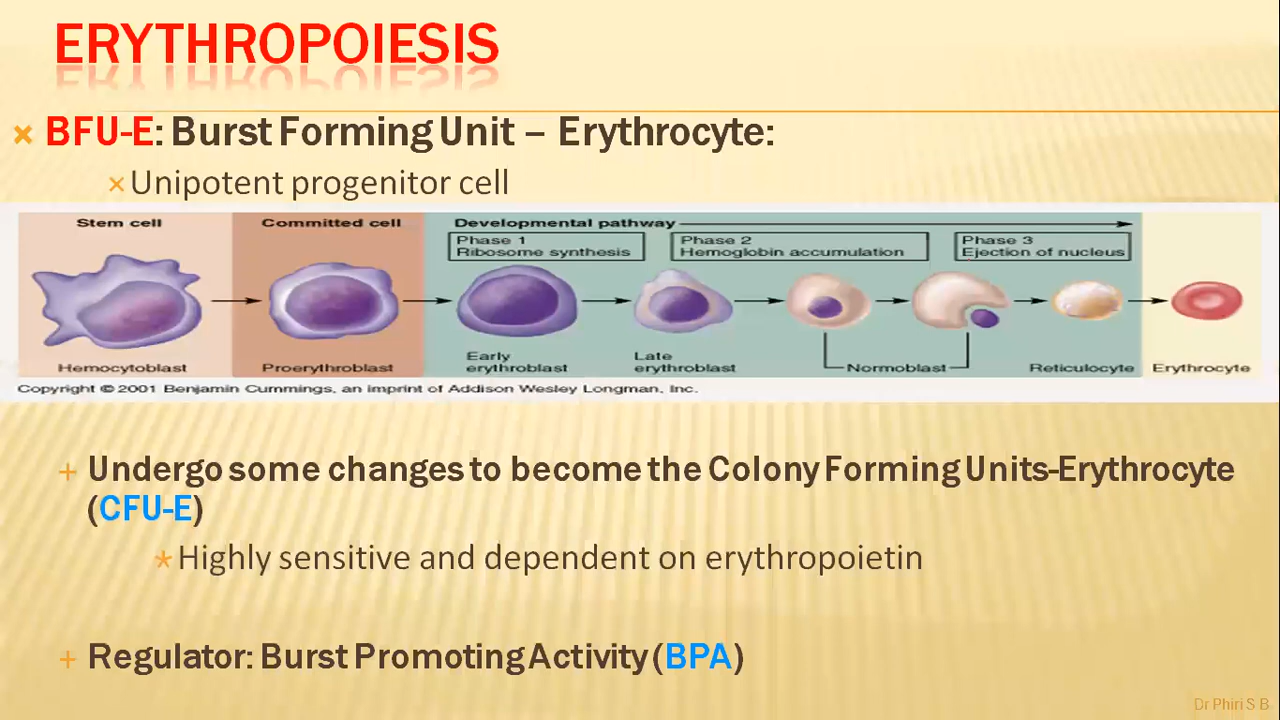 ERYTHROPOIESIS
BFU-E: Burst Forming Unit – Erythrocyte:
Unipotent progenitor cell
Stem cell
Committed cell
Developmental pathway
Phase 1
Ribosome synthesis
Phase 2
Hemoglobin accumulation
Phase 3
Ejection of nucleus
Hemocytoblast
Proerythroblast
Early
erythroblast
Late
erythroblast
Normoblast
Reticulocyte
Erythrocyte
Copyright © 2001 Benjamin Cummings, an imprint of Addison Wesley Longman, Inc.
Undergo some changes to become the Colony Forming Units-Erythrocyte
(CFU-E)
Highly sensitive and dependent on erythropoietin
Regulator: Burst Promoting Activity (BPA)
Dr Phiri S B